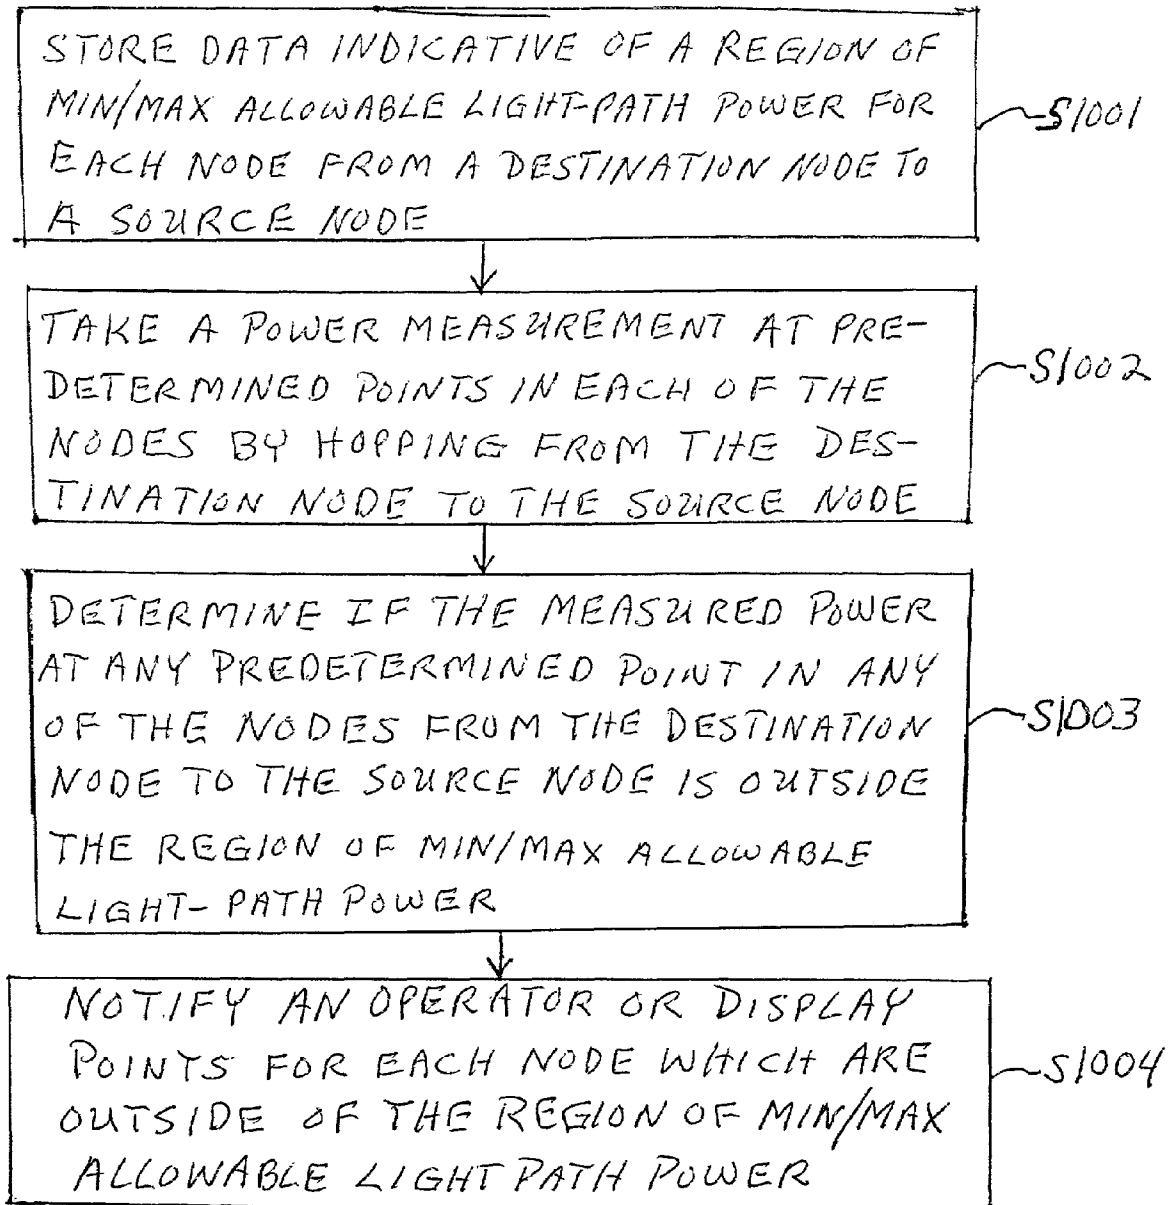 STORE DATA INDICATIVE OF A REGION OF
MIN/MAX ALLOWABLE LIGHT-PATH POWER FOR
EACH NODE FROM A DESTINATION NODE TO
A SOURCE NODE
S1001
TAKE A POWER MEASUREMENT AT PRE-
DETERMINED POINTS IN EACH OF THE
NODES BY HOPPING FROM THE DES-
TINATION NODE TO THE SOURCE NODE
S1002
DETERMINE IF THE MEASURED POWER
AT ANY PREDETERMINED POINT IN ANY
OF THE NODES FROM THE DESTINATION
NODE TO THE SOURCE NODE IS OUTSIDE
THE REGION OF MIN/MAX ALLOWABLE
LIGHT-PATH POWER
S1003
NOTIFY AN OPERATOR OR DISPLAY
POINTS FOR EACH NODE WHICH ARE
OUTSIDE OF THE REGION OF MIN/MAX
ALLOWABLE LIGHT PATH POWER
S1004